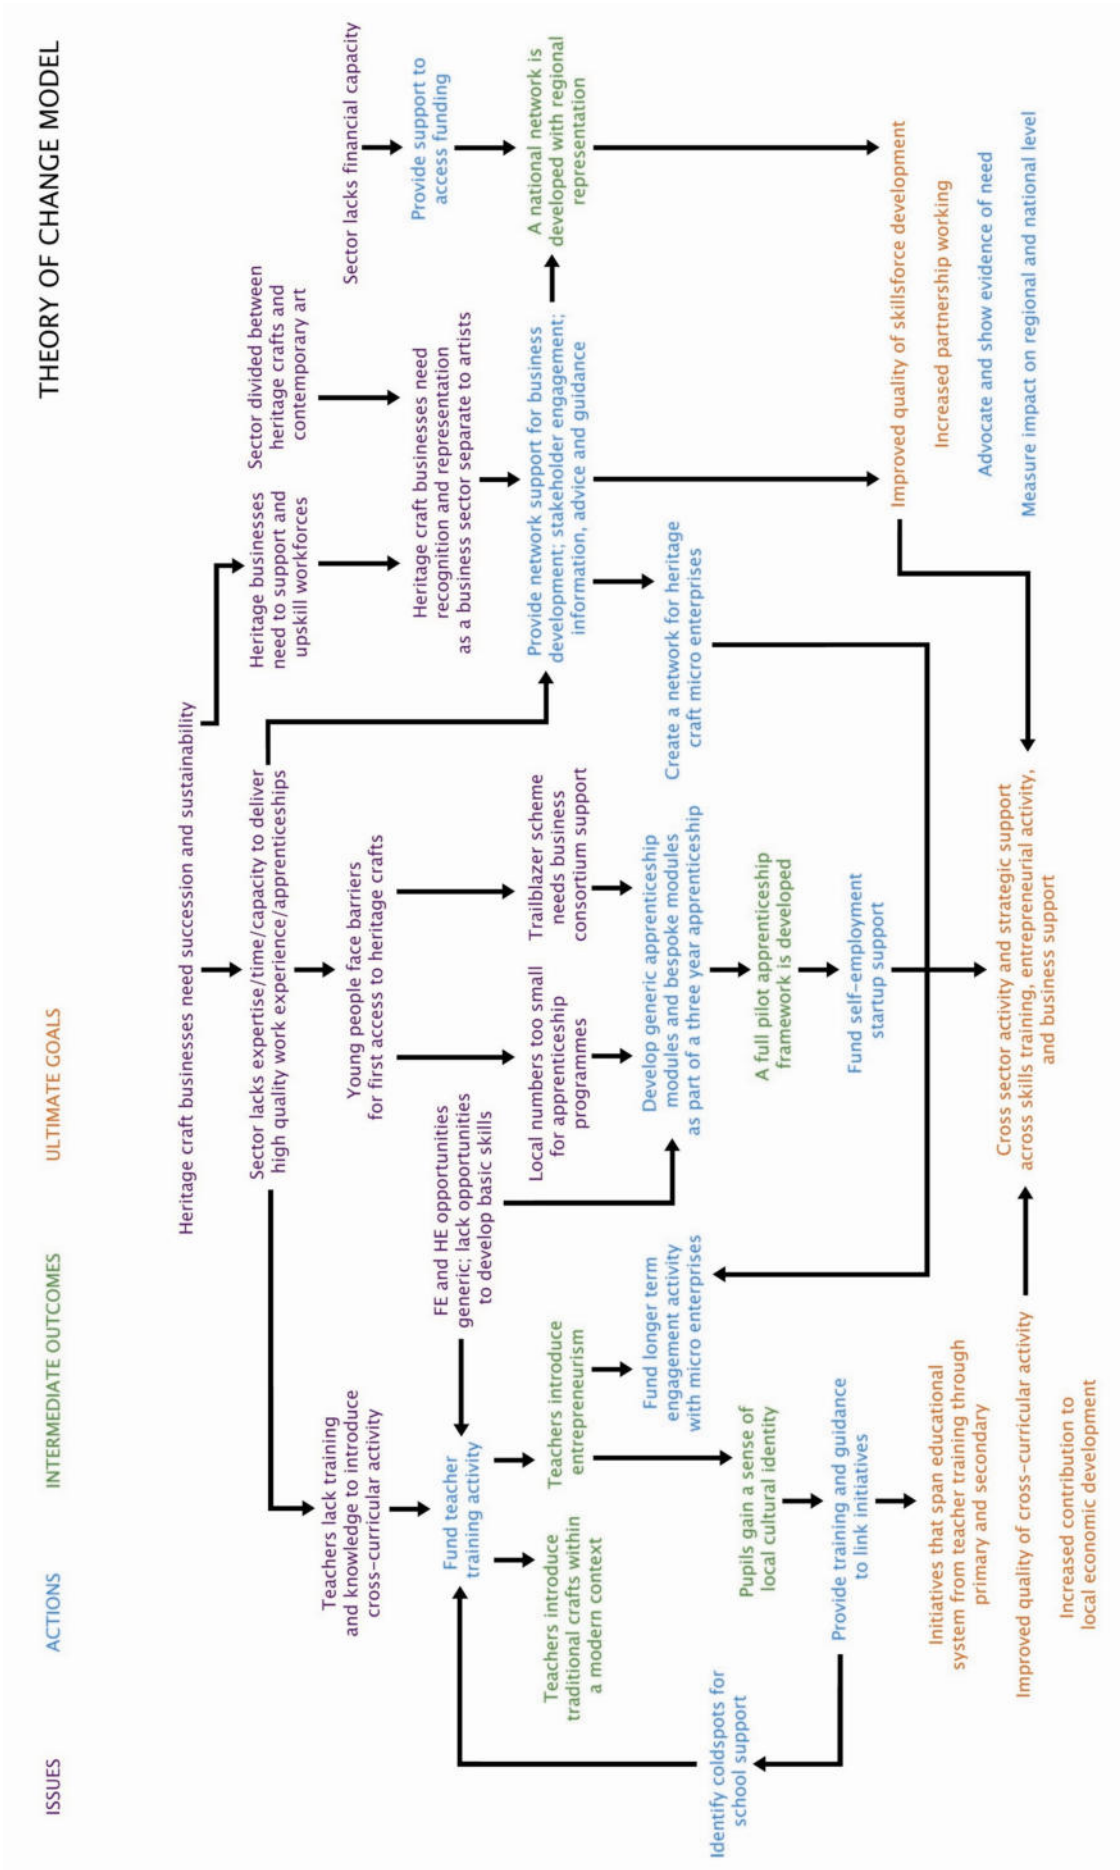 THEORY OF CHANGE MODEL
ISSUES
ACTIONS
INTERMEDIATE OUTCOMES
ULTIMATE GOALS
Heritage craft businesses need succession and sustainability
Sector lacks expertise/time/capacity to deliver
high quality work experience/apprenticeships
Heritage businesses
need to support and
upskill workforces
Sector divided between
heritage crafts and
contemporary art
Sector lacks financial capacity
Teachers lack training
and knowledge to introduce
cross-curricular activity
Young people face barriers
for first access to heritage crafts
Heritage craft businesses need
recognition and representation
as a business sector separate to artists
Provide support to
access funding
Fund teacher
training activity
FE and HE opportunities
generic; lack opportunities
to develop basic skills
Local numbers too small
for apprenticeship
programmes
Trailblazer scheme
needs business
consortium support
Provide network support for business
development; stakeholder engagement;
information, advice and guidance
A national network is
developed with regional
representation
Teachers introduce
traditional crafts within
a modern context
Teachers introduce
entrepreneurism
Fund longer term
engagement activity
with micro enterprises
Develop generic apprenticeship
modules and bespoke modules
as part of a three year apprenticeship
Create a network for heritage
craft micro enterprises
Identify coldspots for
school support
Pupils gain a sense of
local cultural identity
A full pilot apprenticeship
framework is developed
Provide training and guidance
to link initiatives
Fund self-employment
startup support
Improved quality of skillsforce development
Increased partnership working
Advocate and show evidence of need
Measure impact on regional and national level
Initiatives that span educational
system from teacher training through
primary and secondary
Improved quality of cross-curricular activity
Increased contribution to
local economic development
Cross sector activity and strategic support
across skills training, entrepreneurial activity,
and business support